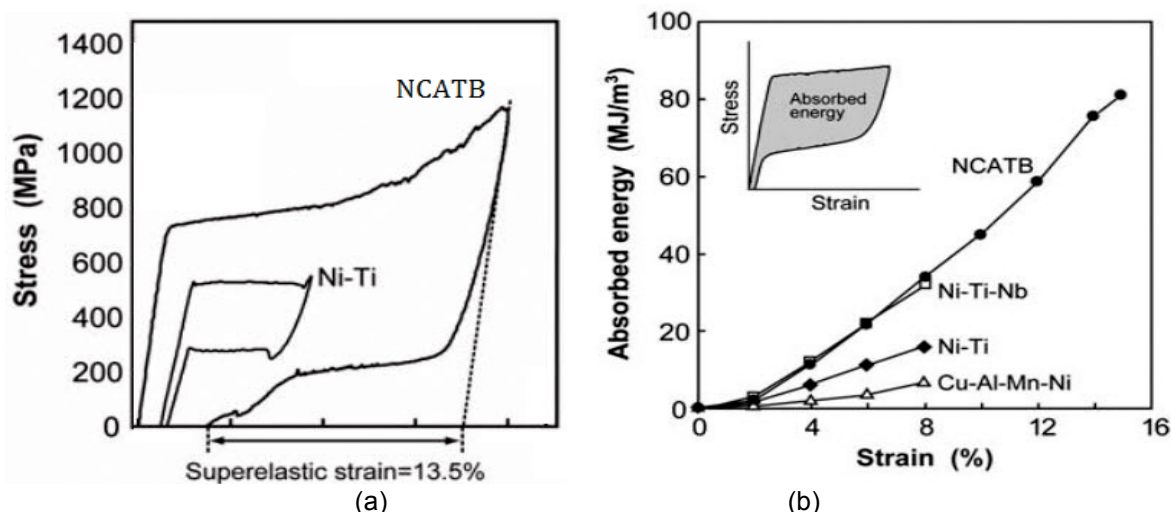 1400
1200
1000
800
600
400
200
0
Stress (MPa)
NCATB
Ni-Ti
Superelastic strain=13.5%
(a)
80
60
40
20
0
Absorbed energy (MJ/m³)
Stress
Absorbed
energy
Strain
NCATB
Ni-Ti-Nb
Ni-Ti
Cu-Al-Mn-Ni
0 4 8 12 16
Strain (%)
(b)